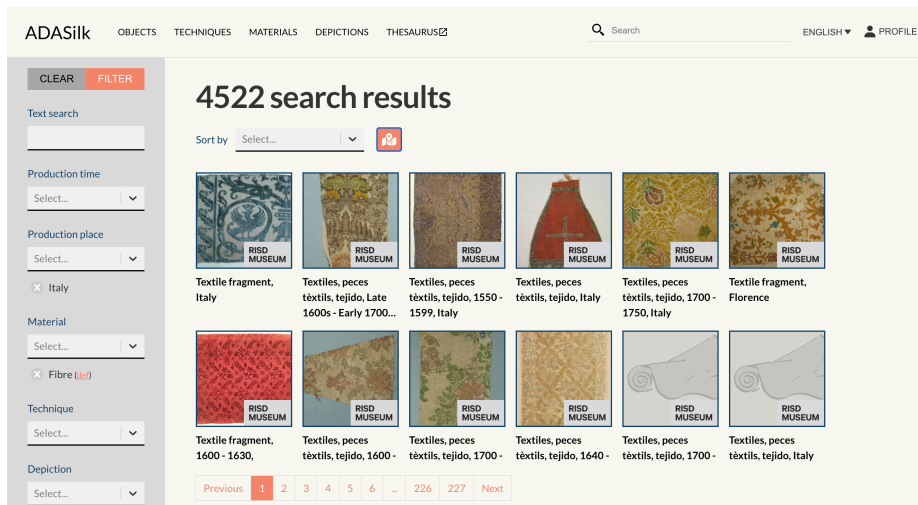 ADASilk OBJECTS TECHNIQUES MATERIALS DEPICTIONS THESAURUS Search ENGLISH PROFILE
CLEAR FILTER
Text search
Production time
Select...
Production place
Select...
Italy
Material
Select...
Fibre (def)
Technique
Select...
Depiction
Select...
4522 search results
Sort by Select...
RISD MUSEUM
RISD MUSEUM
RISD MUSEUM
RISD MUSEUM
RISD MUSEUM
RISD MUSEUM
Textile fragment,
Italy
Textiles, peces
tèxtils, tejido, Late
1600s - Early 1700...
Textiles, peces
tèxtils, tejido, 1550 -
1599, Italy
Textiles, peces
tèxtils, tejido, Italy
Textiles, peces
tèxtils, tejido, 1700 -
1750, Italy
Textile fragment,
Florence
RISD MUSEUM
RISD MUSEUM
RISD MUSEUM
RISD MUSEUM
RISD MUSEUM
RISD MUSEUM
Textile fragment,
1600 - 1630,
Textiles, peces
tèxtils, tejido, 1600 -
Textiles, peces
tèxtils, tejido, 1700 -
Textiles, peces
tèxtils, tejido, 1640 -
Textiles, peces
tèxtils, tejido, 1700 -
Textiles, peces
tèxtils, tejido, Italy
Previous 1 2 3 4 5 6 ... 226 227 Next